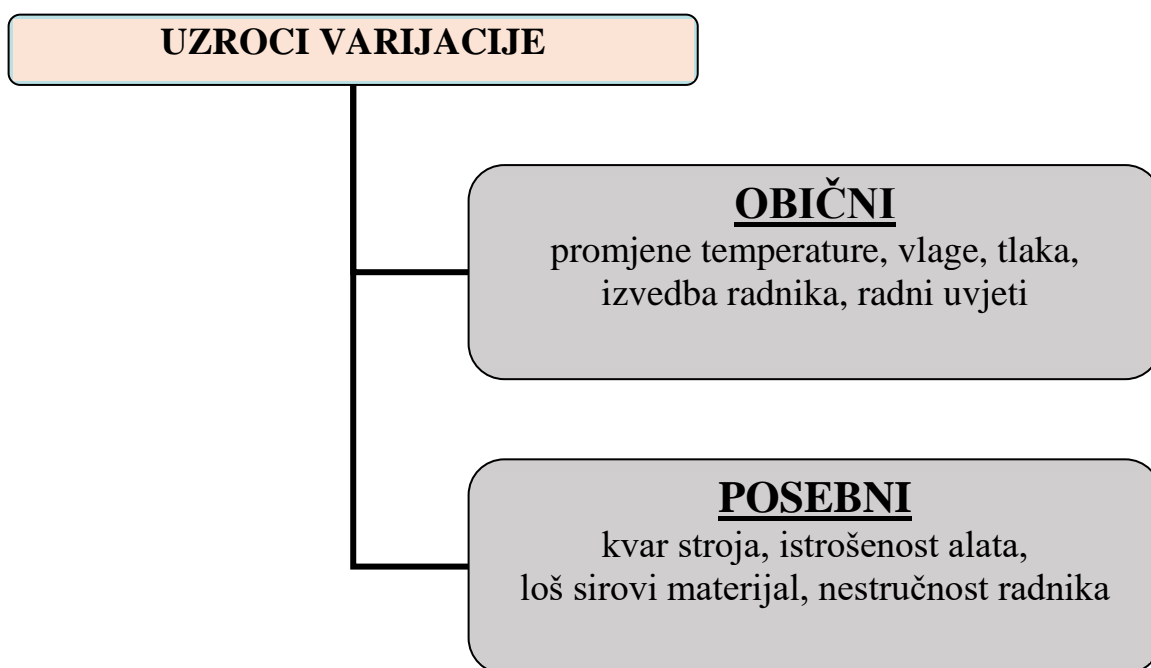 UZROCI VARIJACIJE
OBIČNI
promjene temperature, vlage, tlaka,
izvedba radnika, radni uvjeti
POSEBNI
kvar stroja, istrošenost alata,
loš sirovi materijal, nestručnost radnika